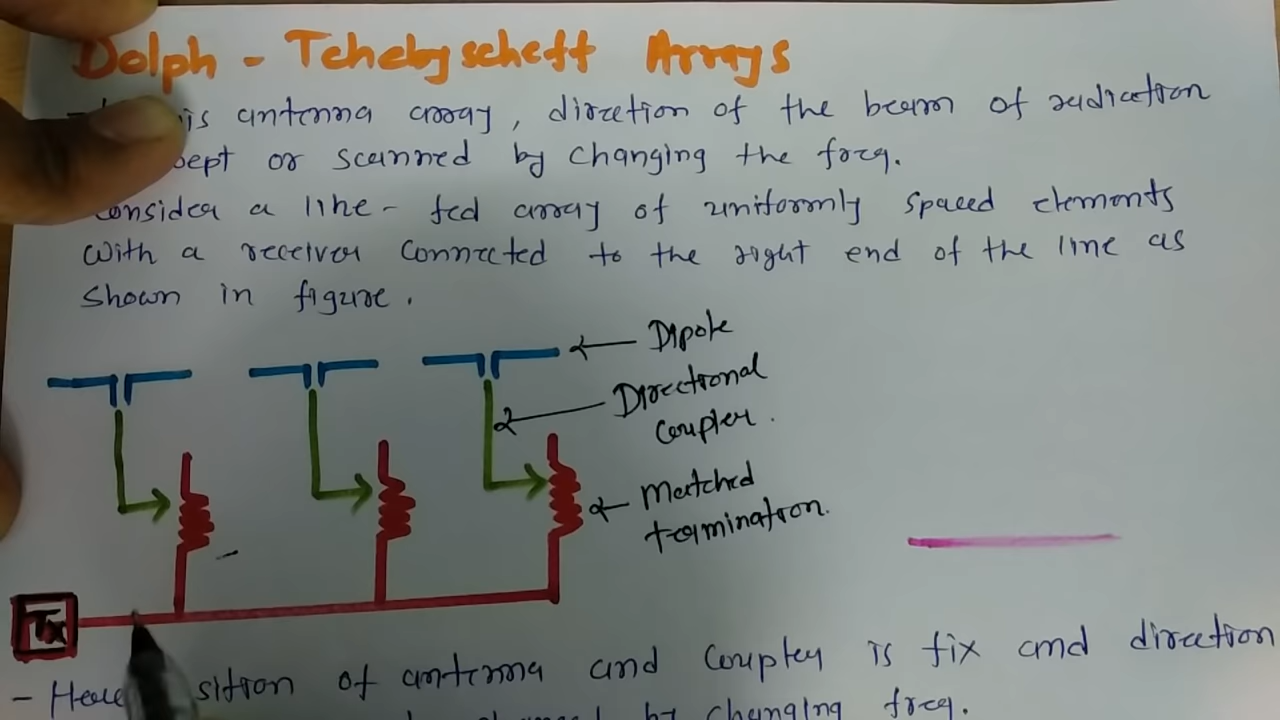 Dolph - Tchebyscheff Arrays
is antenna array, direction of the beam of radiation
or scanned by changing the freq.
Consider a line - fed array of uniformly spaced elements
with a receiver connected to the right end of the line as
shown in figure.
Dipole
Directional
coupler.
Matched
termination.
Tx
- Here sition of antenna and coupler is fix and direction
by changing freq.